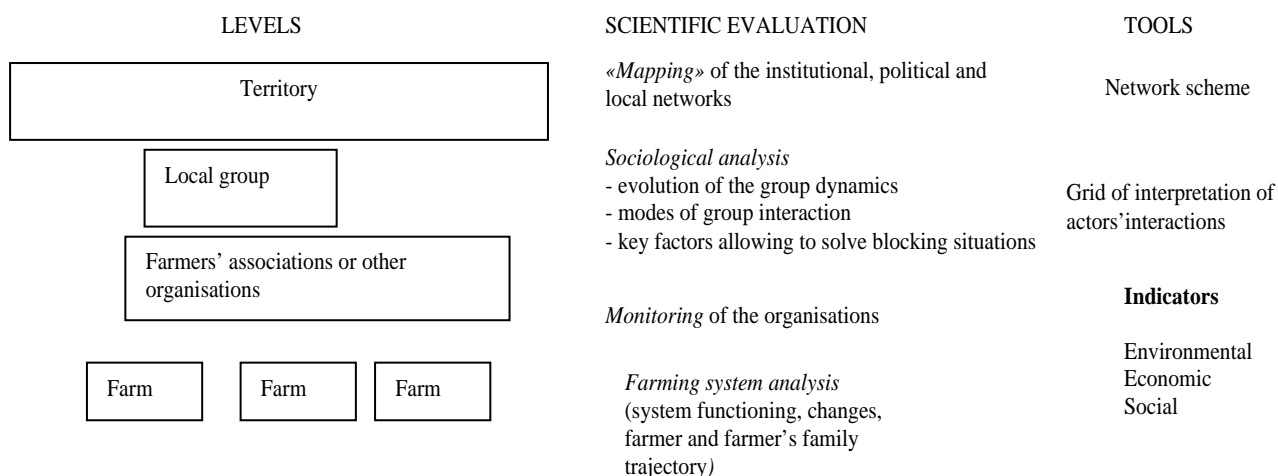 LEVELS
SCIENTIFIC EVALUATION
TOOLS
Territory
«Mapping» of the institutional, political and
local networks
Network scheme
Local group
Sociological analysis
- evolution of the group dynamics
- modes of group interaction
- key factors allowing to solve blocking situations
Grid of interpretation of
actors’interactions
Farmers’ associations or other
organisations
Monitoring of the organisations
Indicators
Environmental
Economic
Social
Farm
Farm
Farm
Farming system analysis
(system functioning, changes,
farmer and farmer’s family
trajectory)